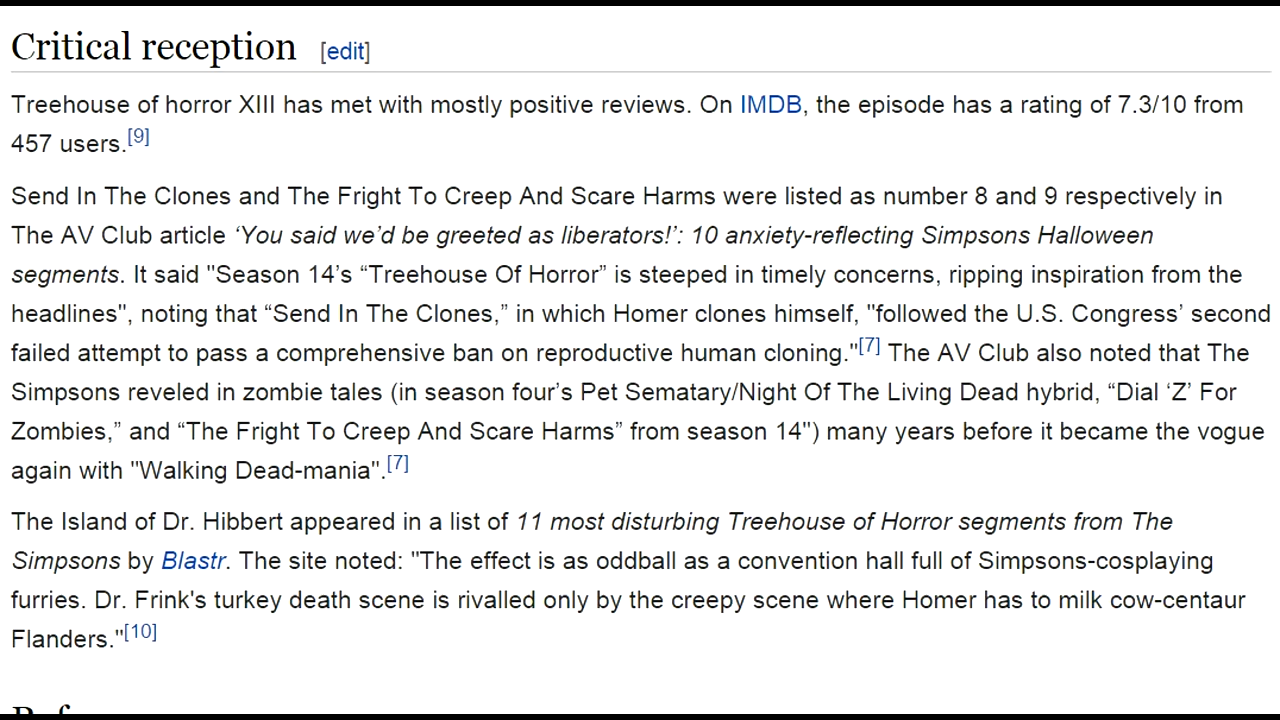 Critical reception [edit]
Treehouse of horror XIII has met with mostly positive reviews. On IMDB, the episode has a rating of 7.3/10 from
457 users.[9]
Send In The Clones and The Fright To Creep And Scare Harms were listed as number 8 and 9 respectively in
The AV Club article ‘You said we’d be greeted as liberators!’: 10 anxiety-reflecting Simpsons Halloween
segments. It said "Season 14’s “Treehouse Of Horror” is steeped in timely concerns, ripping inspiration from the
headlines", noting that “Send In The Clones,” in which Homer clones himself, "followed the U.S. Congress’ second
failed attempt to pass a comprehensive ban on reproductive human cloning."[7] The AV Club also noted that The
Simpsons reveled in zombie tales (in season four’s Pet Sematary/Night Of The Living Dead hybrid, “Dial ‘Z’ For
Zombies,” and “The Fright To Creep And Scare Harms” from season 14") many years before it became the vogue
again with "Walking Dead-mania".[7]
The Island of Dr. Hibbert appeared in a list of 11 most disturbing Treehouse of Horror segments from The
Simpsons by Blastr. The site noted: "The effect is as oddball as a convention hall full of Simpsons-cosplaying
furries. Dr. Frink's turkey death scene is rivalled only by the creepy scene where Homer has to milk cow-centaur
Flanders."[10]